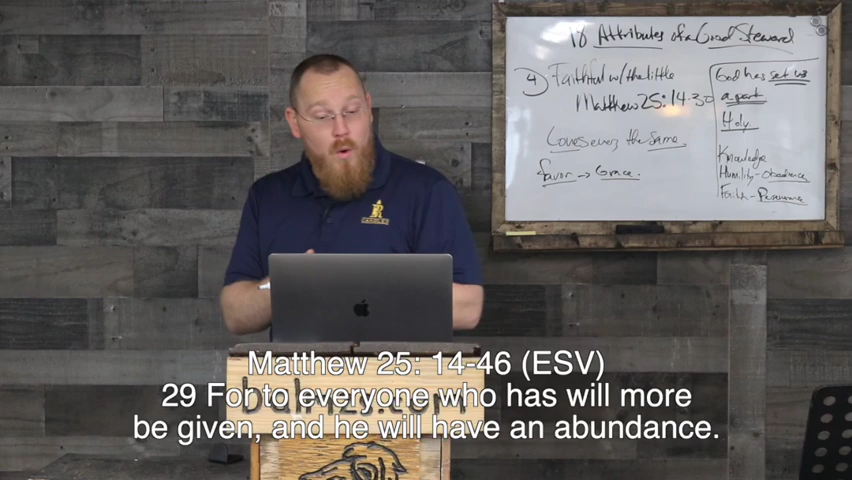 18 Attributes of a Good Steward
4) Faithful w/the little
Matthew 25:14-30
Loves every the same.
favor → Grace.
God has set us
apart
Holy
Knowledge
Humility - Obedience
Faith -
Matthew 25: 14-46 (ESV)
29 For to everyone who has will more
be given, and he will have an abundance.